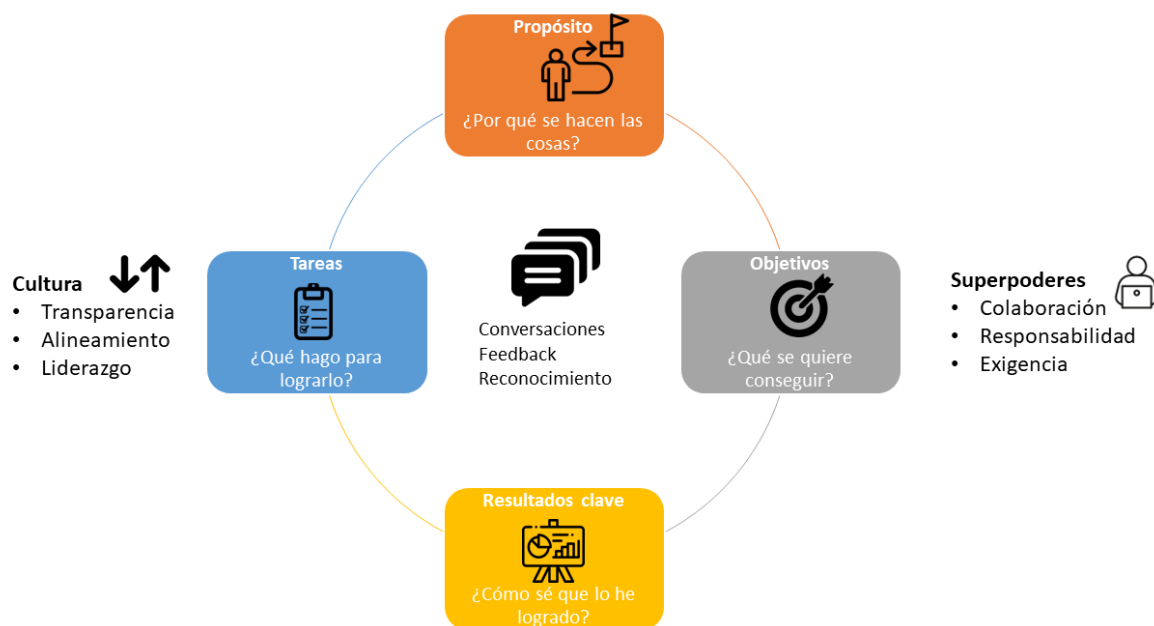 Propósito
¿Por qué se hacen las
cosas?
Cultura
• Transparencia
• Alineamiento
• Liderazgo
Tareas
¿Qué hago para
lograrlo?
Conversaciones
Feedback
Reconocimiento
Objetivos
¿Qué se quiere
conseguir?
Superpoderes
• Colaboración
• Responsabilidad
• Exigencia
Resultados clave
¿Cómo sé que lo he
logrado?